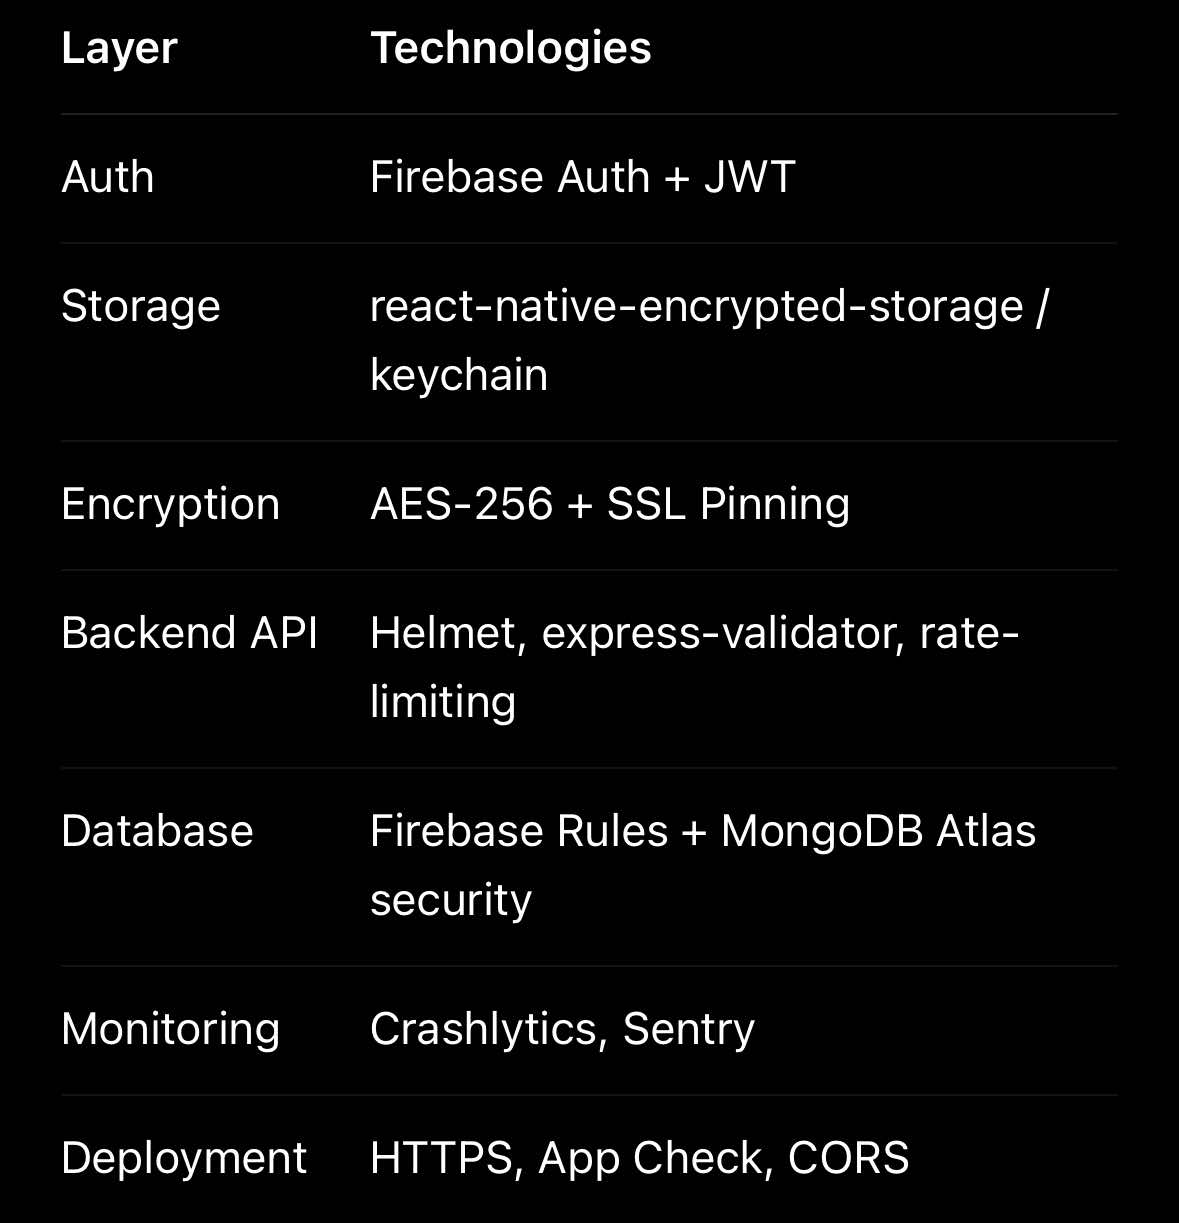 Layer Technologies
Auth Firebase Auth + JWT
Storage react-native-encrypted-storage /
keychain
Encryption AES-256 + SSL Pinning
Backend API Helmet, express-validator, rate-
limiting
Database Firebase Rules + MongoDB Atlas
security
Monitoring Crashlytics, Sentry
Deployment HTTPS, App Check, CORS